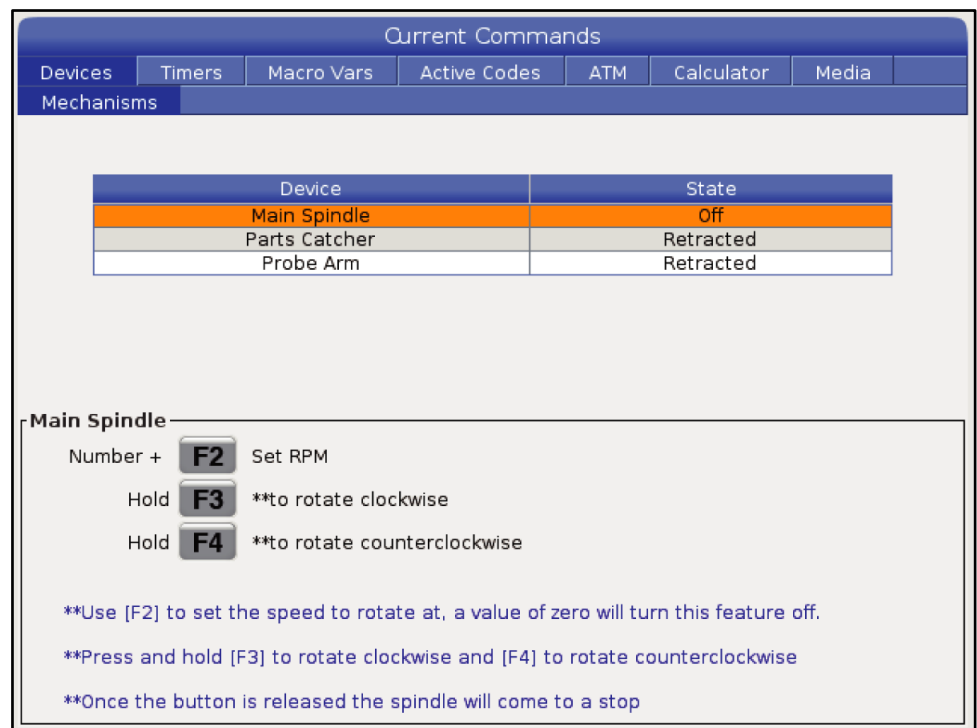 Current Commands
Devices Timers Macro Vars Active Codes ATM Calculator Media
Mechanisms
Device State
Main Spindle Off
Parts Catcher Retracted
Probe Arm Retracted
Main Spindle
Number + F2 Set RPM
Hold F3 **to rotate clockwise
Hold F4 **to rotate counterclockwise
**Use [F2] to set the speed to rotate at, a value of zero will turn this feature off.
**Press and hold [F3] to rotate clockwise and [F4] to rotate counterclockwise
**Once the button is released the spindle will come to a stop